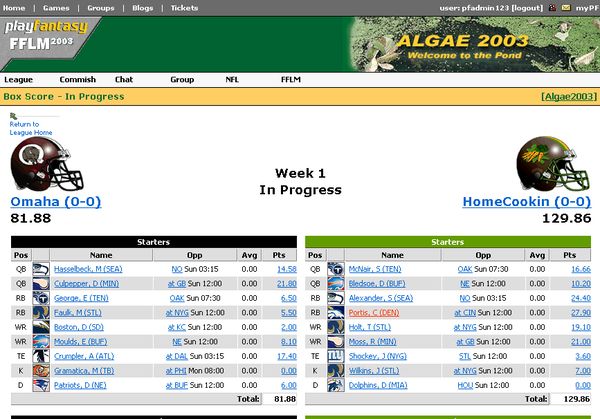 Home | Games | Groups | Blogs | Tickets user: pfadmin123 [logout] myPF
playfantasy
FFLM 2003
ALGAE 2003
Welcome to the Pond
League Commish Chat Group NFL FFLM
Box Score - In Progress [Algae2003]
Return to
League Home
Week 1
In Progress
Omaha (0-0) HomeCookin (0-0)
81.88 129.86
Starters
Pos Name Opp Avg Pts
QB Hasselbeck, M (SEA) NO Sun 03:15 0.00 14.58
QB Culpepper, D (MIN) at GB Sun 12:00 0.00 21.80
RB George, E (TEN) OAK Sun 07:30 0.00 6.50
RB Faulk, M (STL) at NYG Sun 12:00 0.00 5.50
WR Boston, D (SD) at KC Sun 12:00 0.00 2.00
WR Moulds, E (BUF) NE Sun 12:00 0.00 8.10
TE Crumpler, A (ATL) at DAL Sun 03:15 0.00 17.40
K Gramatica, M (TB) at PHI Mon 08:00 0.00 0.00
D Patriots, D (NE) at BUF Sun 12:00 0.00 6.00
Total: 81.88
Starters
Pos Name Opp Avg Pts
QB McNair, S (TEN) OAK Sun 07:30 0.00 16.66
QB Bledsoe, D (BUF) NE Sun 12:00 0.00 10.20
RB Alexander, S (SEA) NO Sun 03:15 0.00 24.40
RB Portis, C (DEN) at CIN Sun 12:00 0.00 27.90
WR Holt, T (STL) at NYG Sun 12:00 0.00 19.10
WR Moss, R (MIN) at GB Sun 12:00 0.00 21.00
TE Shockey, J (NYG) STL Sun 12:00 0.00 3.60
K Wilkins, J (STL) at NYG Sun 12:00 0.00 7.00
D Dolphins, D (MIA) HOU Sun 12:00 0.00 0.00
Total: 129.86